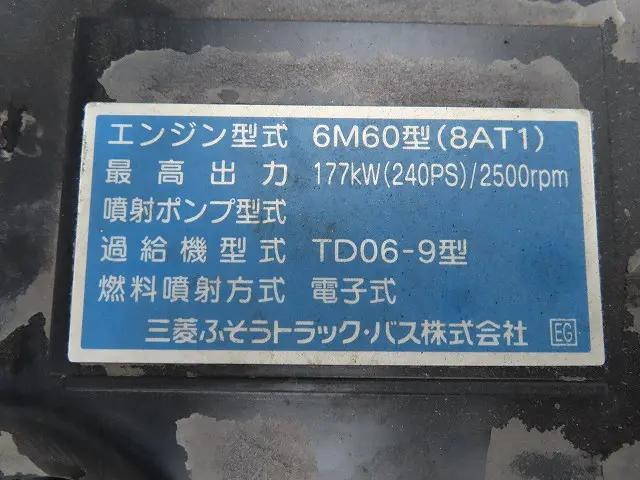 エンジン型式 6M60型(8AT1)
最高出力 177kW(240PS)/2500rpm
噴射ポンプ型式
過給機型式 TD06-9型
燃料噴射方式 電子式
三菱ふそうトラック・バス株式会社 EG